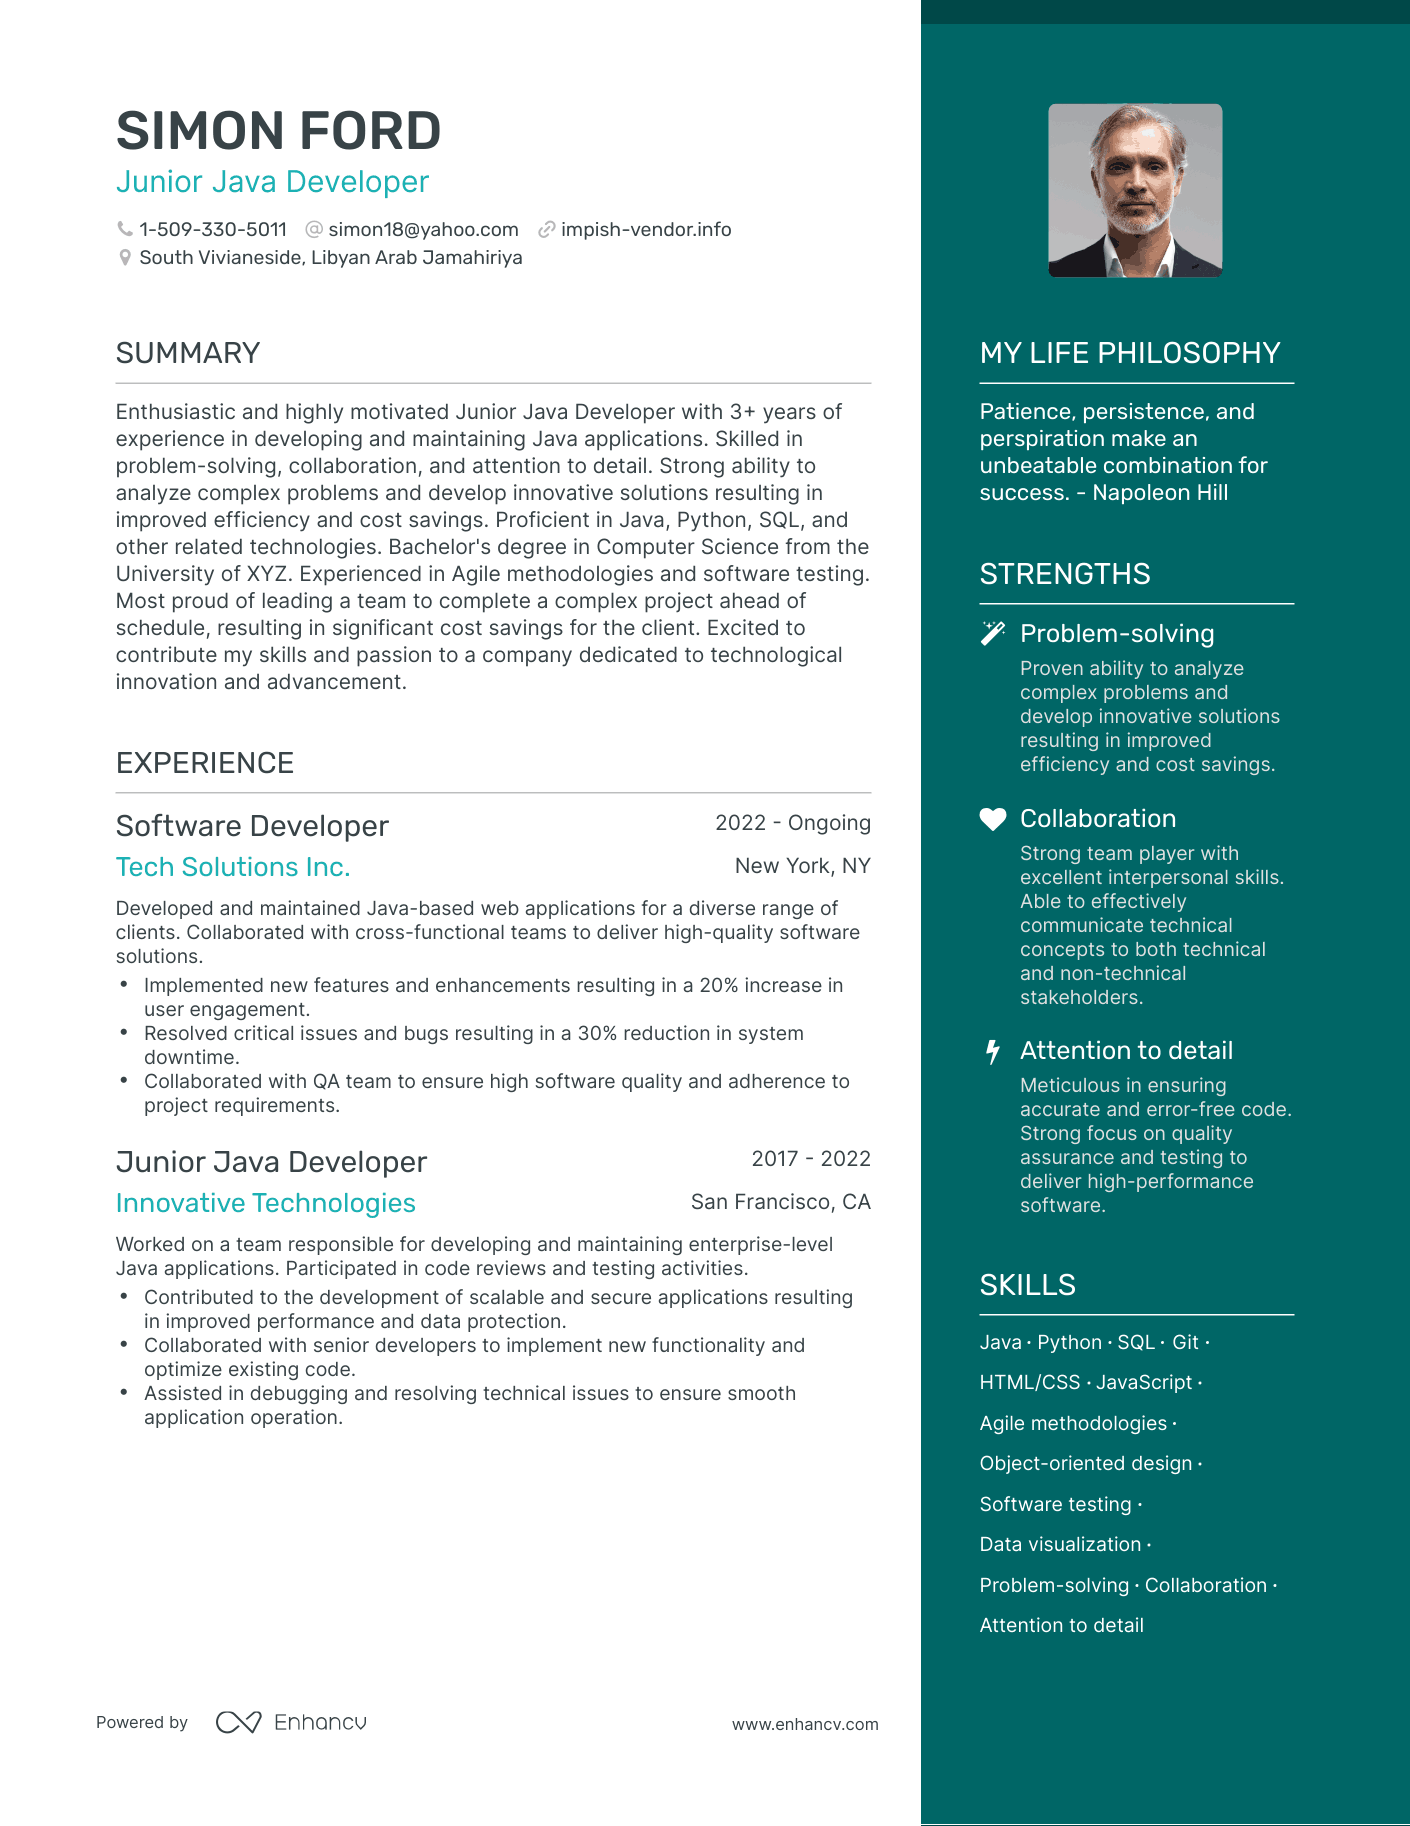 SIMON FORD
Junior Java Developer
1-509-330-5011 simon18@yahoo.com impish-vendor.info
South Vivianeside, Libyan Arab Jamahiriya
SUMMARY
Enthusiastic and highly motivated Junior Java Developer with 3+ years of
experience in developing and maintaining Java applications. Skilled in
problem-solving, collaboration, and attention to detail. Strong ability to
analyze complex problems and develop innovative solutions resulting in
improved efficiency and cost savings. Proficient in Java, Python, SQL, and
other related technologies. Bachelor's degree in Computer Science from the
University of XYZ. Experienced in Agile methodologies and software testing.
Most proud of leading a team to complete a complex project ahead of
schedule, resulting in significant cost savings for the client. Excited to
contribute my skills and passion to a company dedicated to technological
innovation and advancement.
EXPERIENCE
Software Developer 2022 - Ongoing
Tech Solutions Inc. New York, NY
Developed and maintained Java-based web applications for a diverse range of
clients. Collaborated with cross-functional teams to deliver high-quality software
solutions.
• Implemented new features and enhancements resulting in a 20% increase in
user engagement.
• Resolved critical issues and bugs resulting in a 30% reduction in system
downtime.
• Collaborated with QA team to ensure high software quality and adherence to
project requirements.
Junior Java Developer 2017 - 2022
Innovative Technologies San Francisco, CA
Worked on a team responsible for developing and maintaining enterprise-level
Java applications. Participated in code reviews and testing activities.
• Contributed to the development of scalable and secure applications resulting
in improved performance and data protection.
• Collaborated with senior developers to implement new functionality and
optimize existing code.
• Assisted in debugging and resolving technical issues to ensure smooth
application operation.
MY LIFE PHILOSOPHY
Patience, persistence, and
perspiration make an
unbeatable combination for
success. - Napoleon Hill
STRENGTHS
Problem-solving
Proven ability to analyze
complex problems and
develop innovative solutions
resulting in improved
efficiency and cost savings.
Collaboration
Strong team player with
excellent interpersonal skills.
Able to effectively
communicate technical
concepts to both technical
and non-technical
stakeholders.
Attention to detail
Meticulous in ensuring
accurate and error-free code.
Strong focus on quality
assurance and testing to
deliver high-performance
software.
SKILLS
Java · Python · SQL · Git ·
HTML/CSS · JavaScript ·
Agile methodologies ·
Object-oriented design ·
Software testing ·
Data visualization ·
Problem-solving · Collaboration ·
Attention to detail
Powered by Enhancv www.enhancv.com